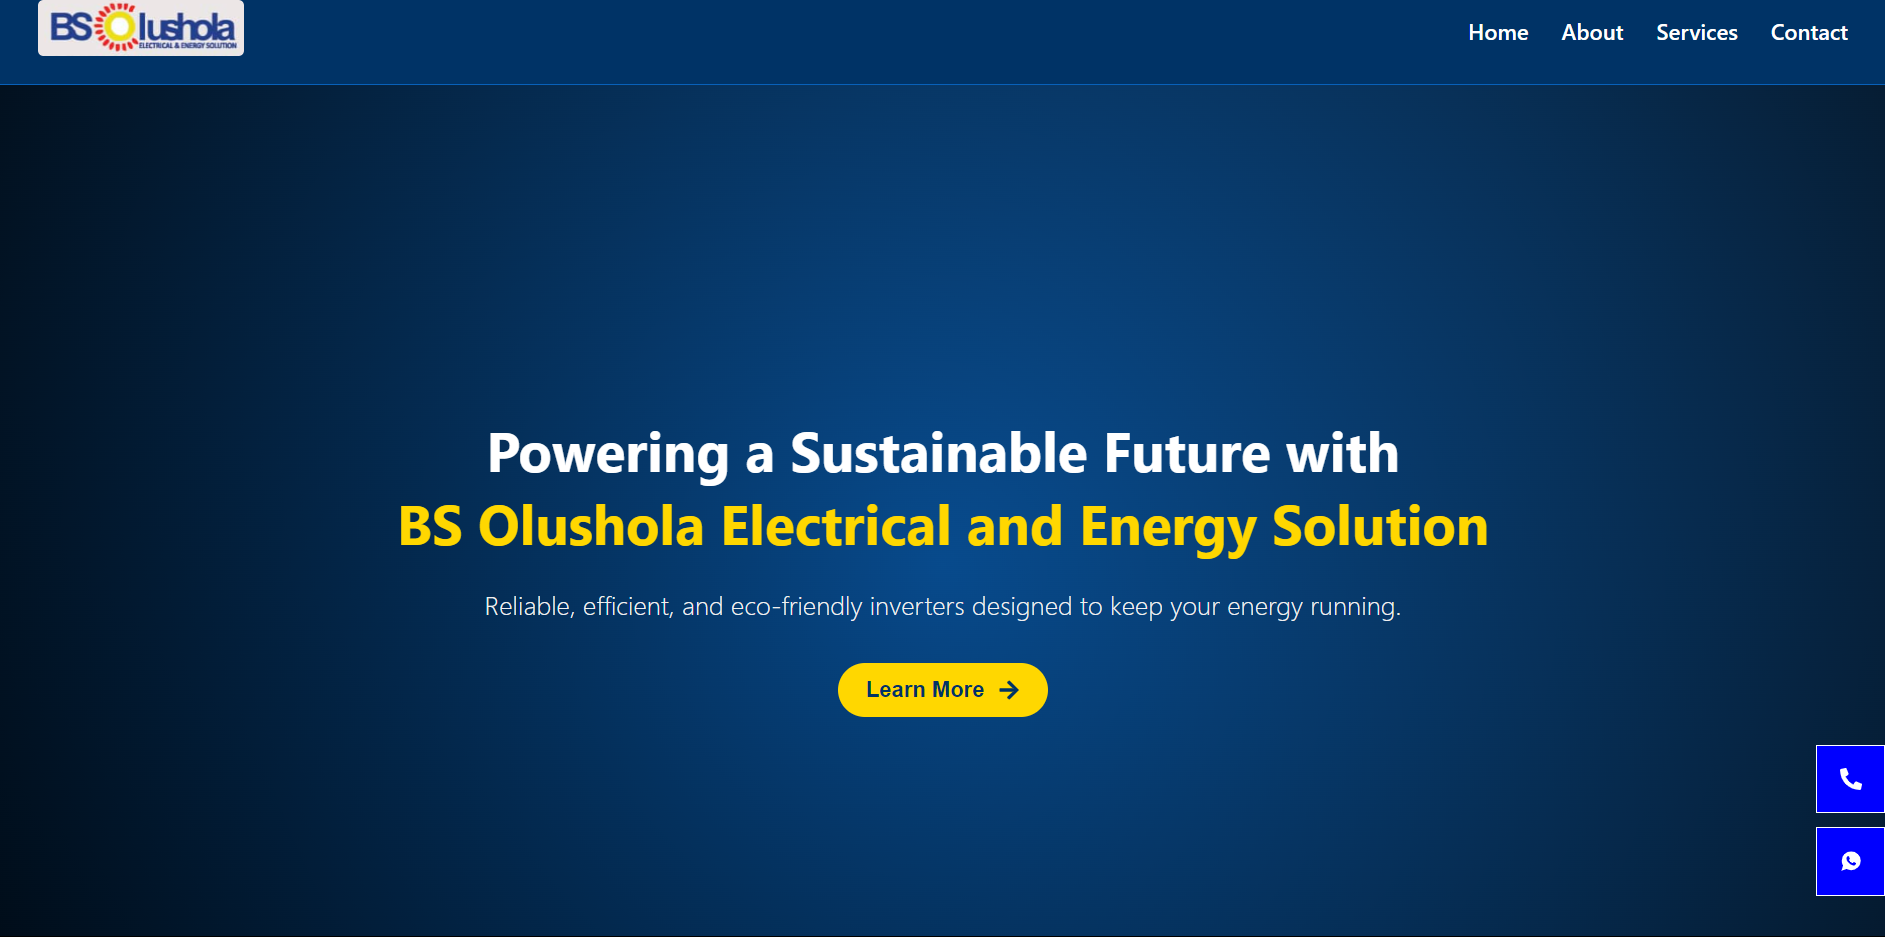 BS Olushola
ELECTRICAL & ENERGY SOLUTION
Home About Services Contact
Powering a Sustainable Future with
BS Olushola Electrical and Energy Solution
Reliable, efficient, and eco-friendly inverters designed to keep your energy running.
Learn More